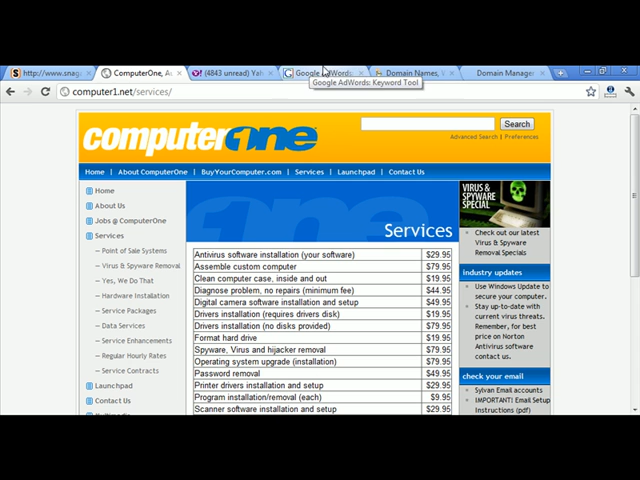 http://www.snag
ComputerOne, Au
(4843 unread) Yah
Google AdWords:
Domain Names,
Domain Manage
Google AdWords: Keyword Tool
computer1.net/services/
computerone
Search
Advanced Search | Preferences
Home | About ComputerOne | BuyYourComputer.com | Services | Launchpad | Contact Us
Home
About Us
Jobs @ ComputerOne
Services
— Point of Sale Systems
— Virus & Spyware Removal
— Yes, We Do That
— Hardware Installation
— Service Packages
— Data Services
— Service Enhancements
— Regular Hourly Rates
— Service Contracts
Launchpad
Contact Us
Multimedia
Services
Antivirus software installation (your software) $29.95
Assemble custom computer $79.95
Clean computer case, inside and out $19.95
Diagnose problem, no repairs (minimum fee) $44.95
Digital camera software installation and setup $49.95
Drivers installation (requires drivers disk) $19.95
Drivers installation (no disks provided) $79.95
Format hard drive $19.95
Spyware, Virus and hijacker removal $79.95
Operating system upgrade (installation) $79.95
Password removal $49.95
Printer drivers installation and setup $29.95
Program installation/removal (each) $9.95
Scanner software installation and setup $29.95
VIRUS &
SPYWARE
SPECIAL
Check out our latest
Virus & Spyware
Removal Specials
industry updates
Use Windows Update to
secure your computer.
Stay up-to-date with
current virus threats.
Remember, for best
price on Norton
Antivirus software
contact us.
check your email
Sylvan Email accounts
IMPORTANT! Email Setup
Instructions (pdf)